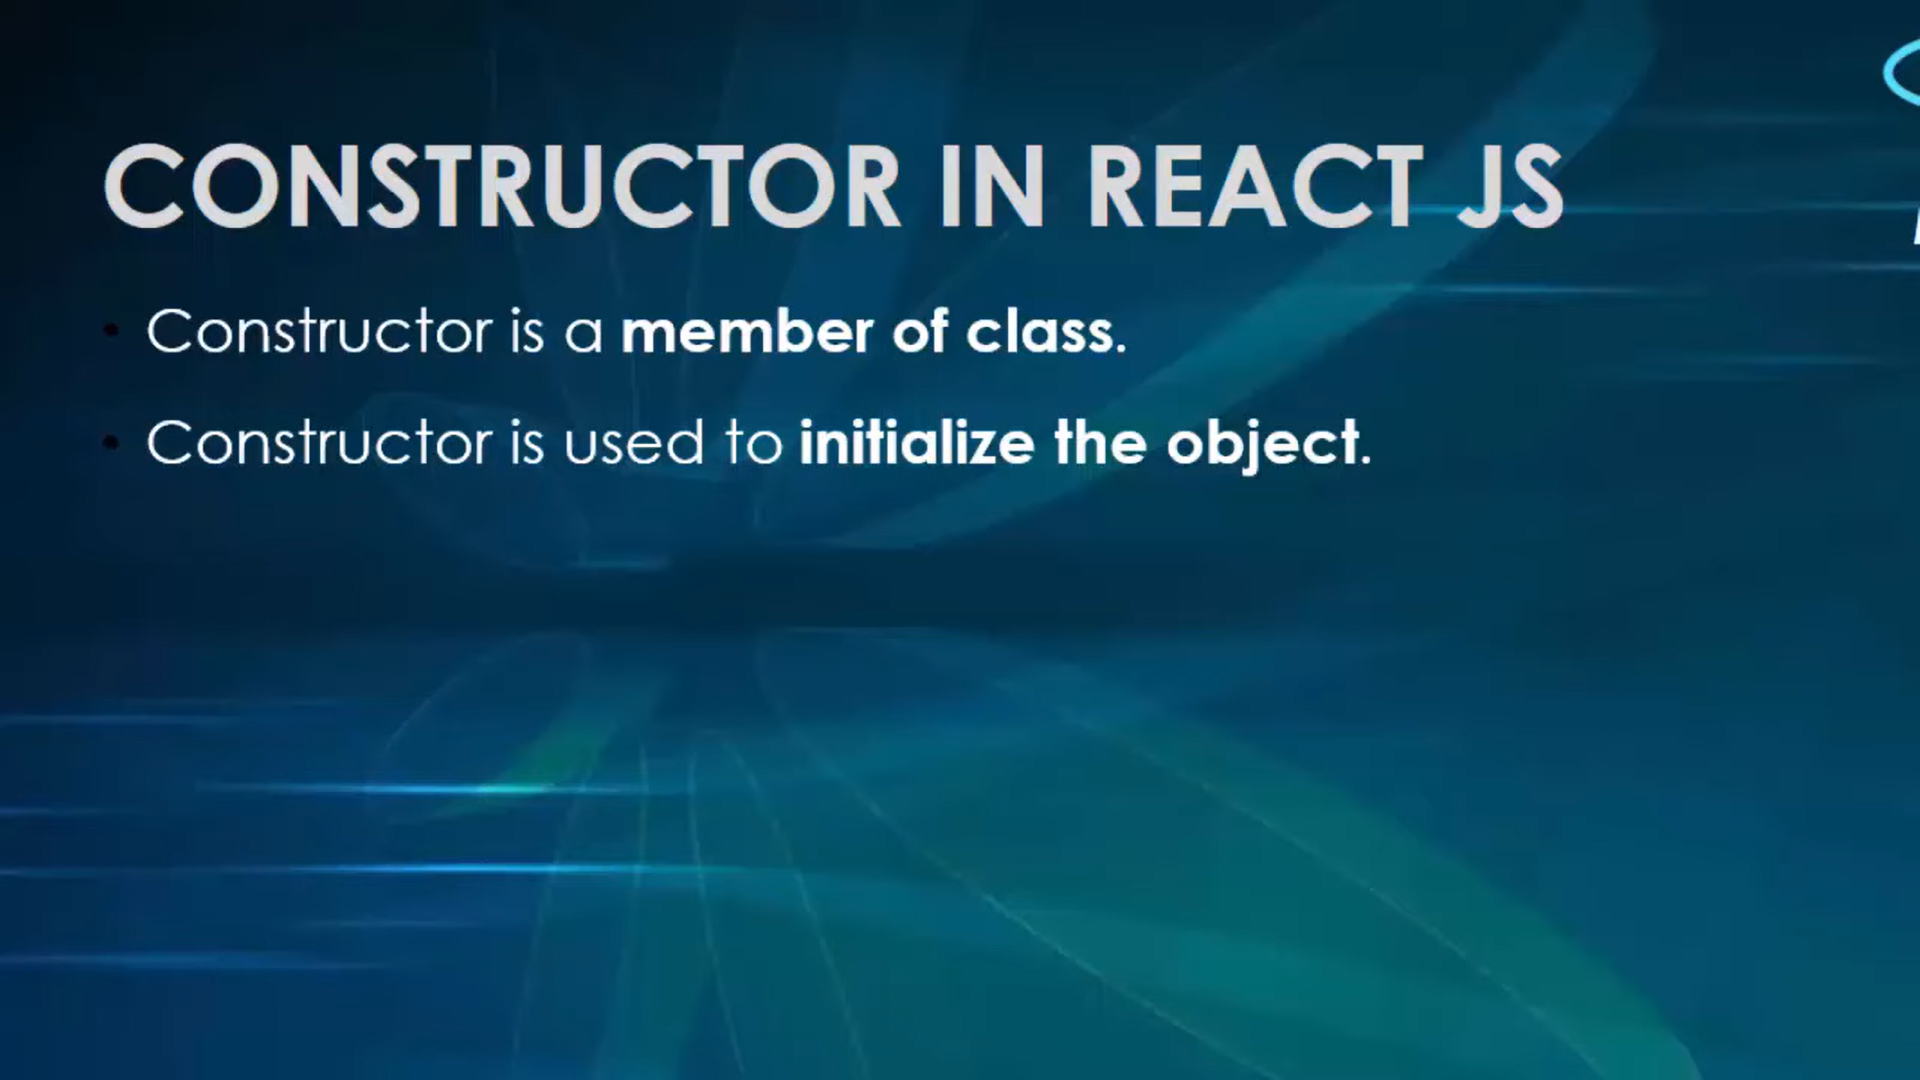 CONSTRUCTOR IN REACT JS
• Constructor is a member of class.
• Constructor is used to initialize the object.